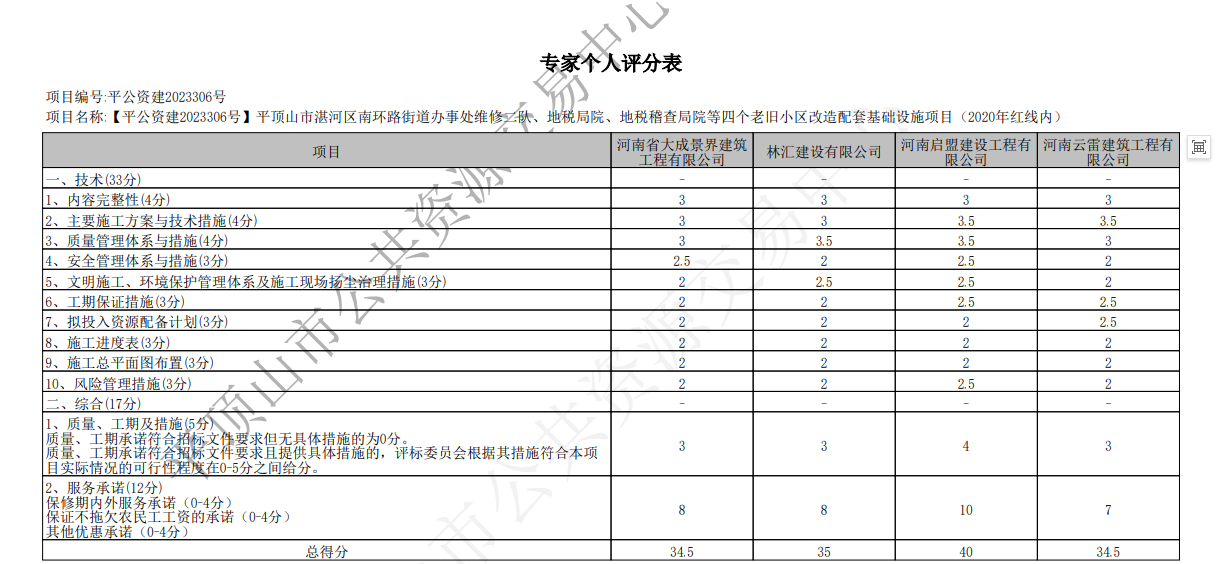 专家个人评分表
项目编号:平公资建2023306号
项目名称:【平公资建2023306号】平顶山市湛河区南环路街道办事处维修二队、地税局院、地税稽查局院等四个老旧小区改造配套基础设施项目（2020年红线内）
项目 河南省大成景界建筑工程有限公司 林汇建设有限公司 河南启盟建设工程有限公司 河南云雷建筑工程有限公司
一、技术(33分) - - - -
1、内容完整性(4分) 3 3 3 3
2、主要施工方案与技术措施(4分) 3 3 3.5 3.5
3、质量管理体系与措施(4分) 3 3.5 3.5 3
4、安全管理体系与措施(3分) 2.5 2 2.5 2
5、文明施工、环境保护管理体系及施工现场扬尘治理措施(3分) 2 2.5 2.5 2
6、工期保证措施(3分) 2 2 2.5 2.5
7、拟投入资源配备计划(3分) 2 2 2 2.5
8、施工进度表(3分) 2 2 2 2
9、施工总平面图布置(3分) 2 2 2 2
10、风险管理措施(3分) 2 2 2.5 2
二、综合(17分) - - - -
1、质量、工期及措施(5分)
质量、工期承诺符合招标文件要求但无具体措施的为0分。
质量、工期承诺符合招标文件要求且提供具体措施的，评标委员会根据其措施符合本项
目实际情况的可行性程度在0-5分之间给分。
3 3 4 3
2、服务承诺(12分)
保修期内外服务承诺（0-4分）
保证不拖欠农民工工资的承诺（0-4分）
其他优惠承诺（0-4分）
8 8 10 7
总得分 34.5 35 40 34.5
平顶山市公共资源交易中心
市公共资源交易中